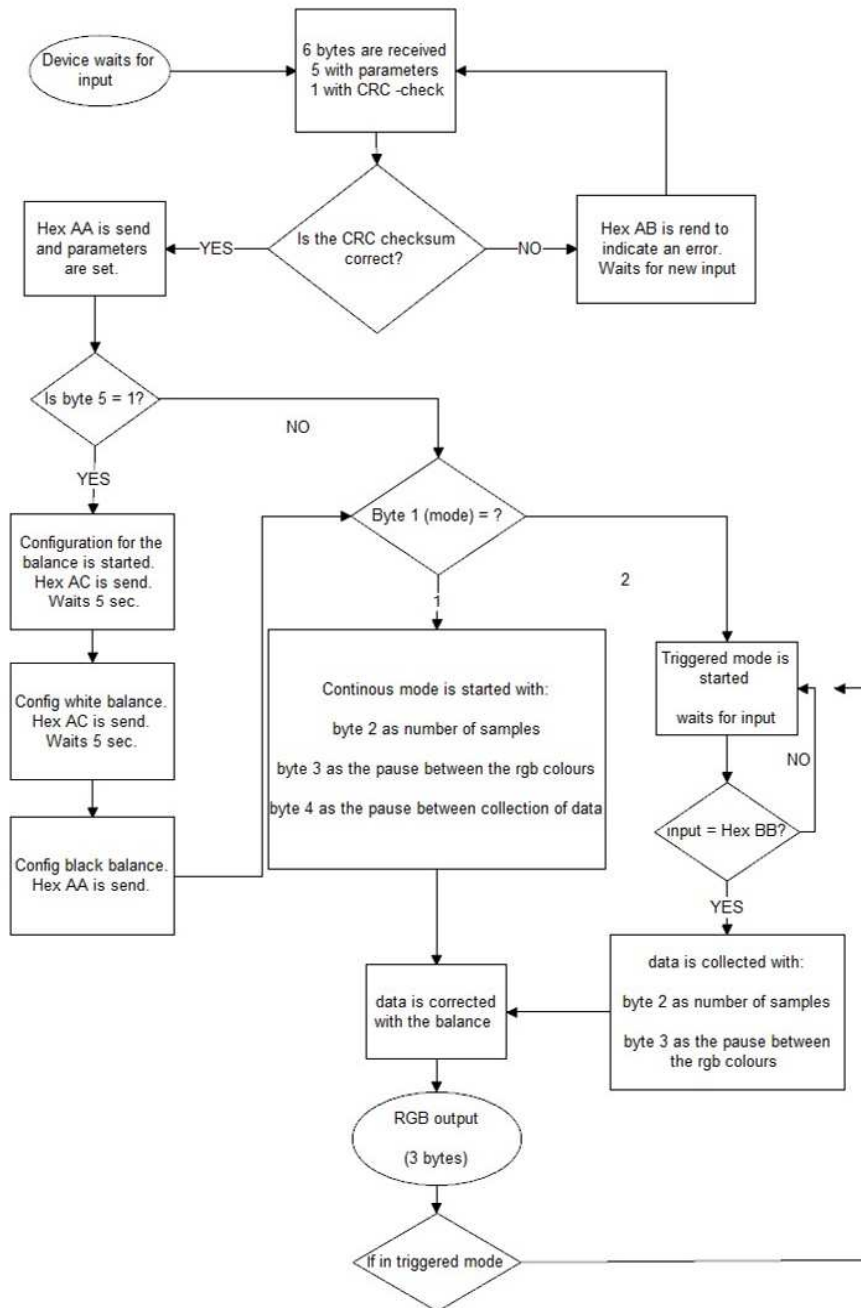 Device waits for
input
6 bytes are received
5 with parameters
1 with CRC -check
Hex AA is send
and parameters
are set.
YES
Is the CRC checksum
correct?
NO
Hex AB is rend to
indicate an error.
Waits for new input
Is byte 5 = 1?
NO
YES
Byte 1 (mode) = ?
Configuration for the
balance is started.
Hex AC is send.
Waits 5 sec.
1
2
Config white balance.
Hex AC is send.
Waits 5 sec.
Continous mode is started with:
byte 2 as number of samples
byte 3 as the pause between the rgb colours
byte 4 as the pause between collection of data
Triggered mode is
started
waits for input
NO
Config black balance.
Hex AA is send.
input = Hex BB?
YES
data is collected with:
byte 2 as number of samples
byte 3 as the pause between
the rgb colours
data is corrected
with the balance
RGB output
(3 bytes)
If in triggered mode